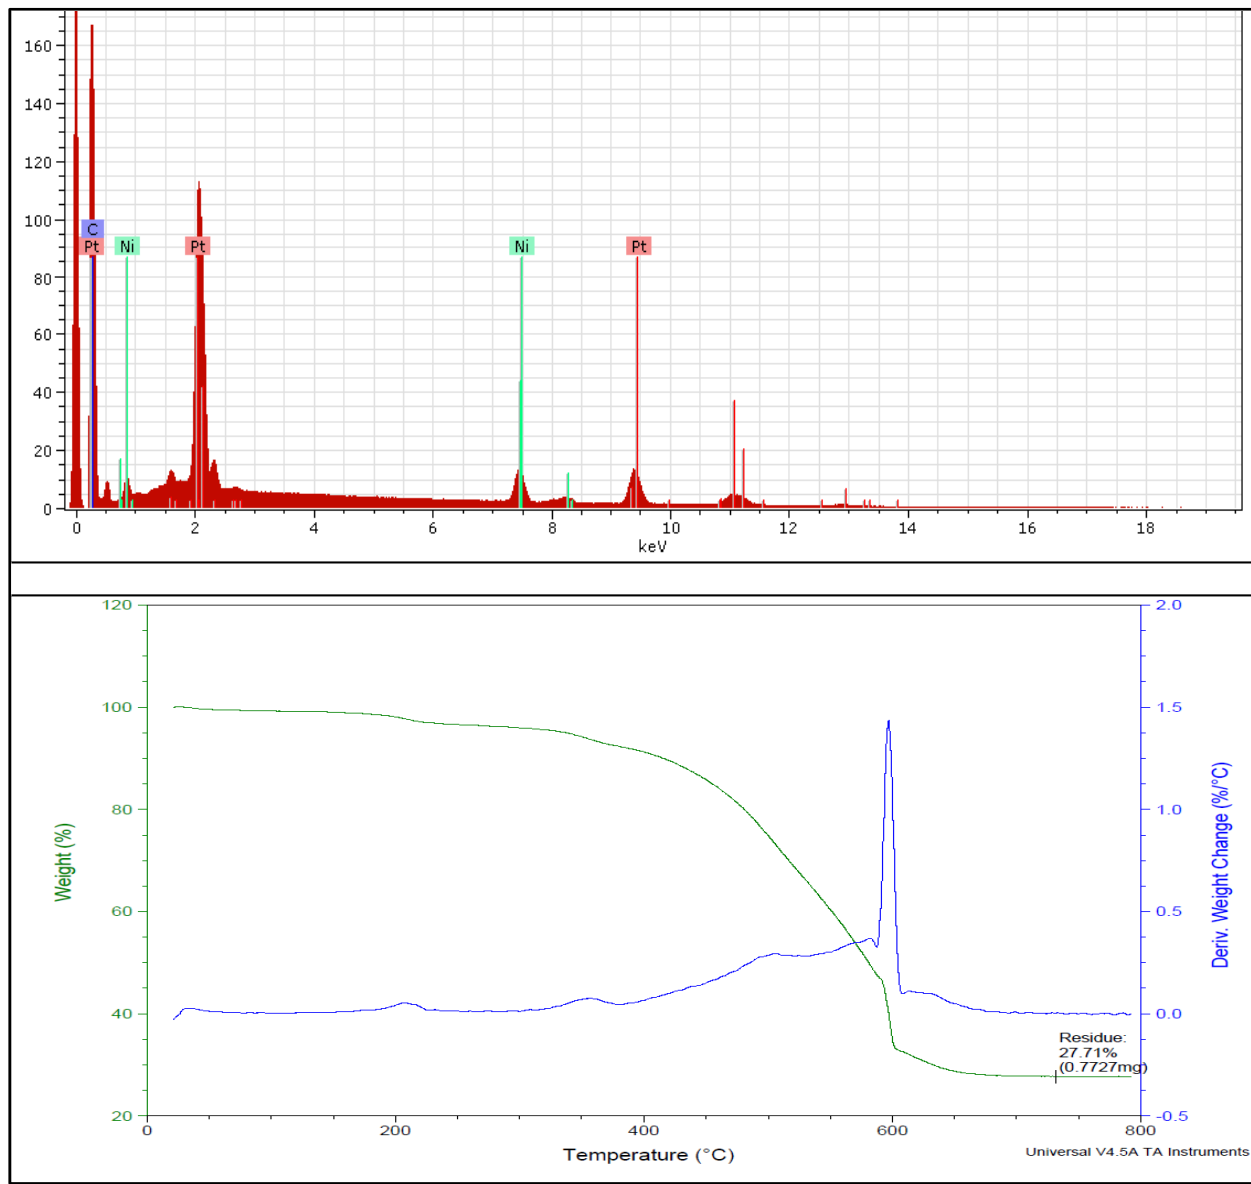 160
140
120
100
80
60
40
20
0
C
Pt Ni Pt Ni Pt
0 2 4 6 8 10 12 14 16 18
keV
120
100
80
60
40
20
Weight (%)
2.0
1.5
1.0
0.5
0.0
-0.5
Deriv. Weight Change (%/°C)
Residue:
27.71%
(0.7727mg)
0 200 400 600 800
Temperature (°C)
Universal V4.5A TA Instruments